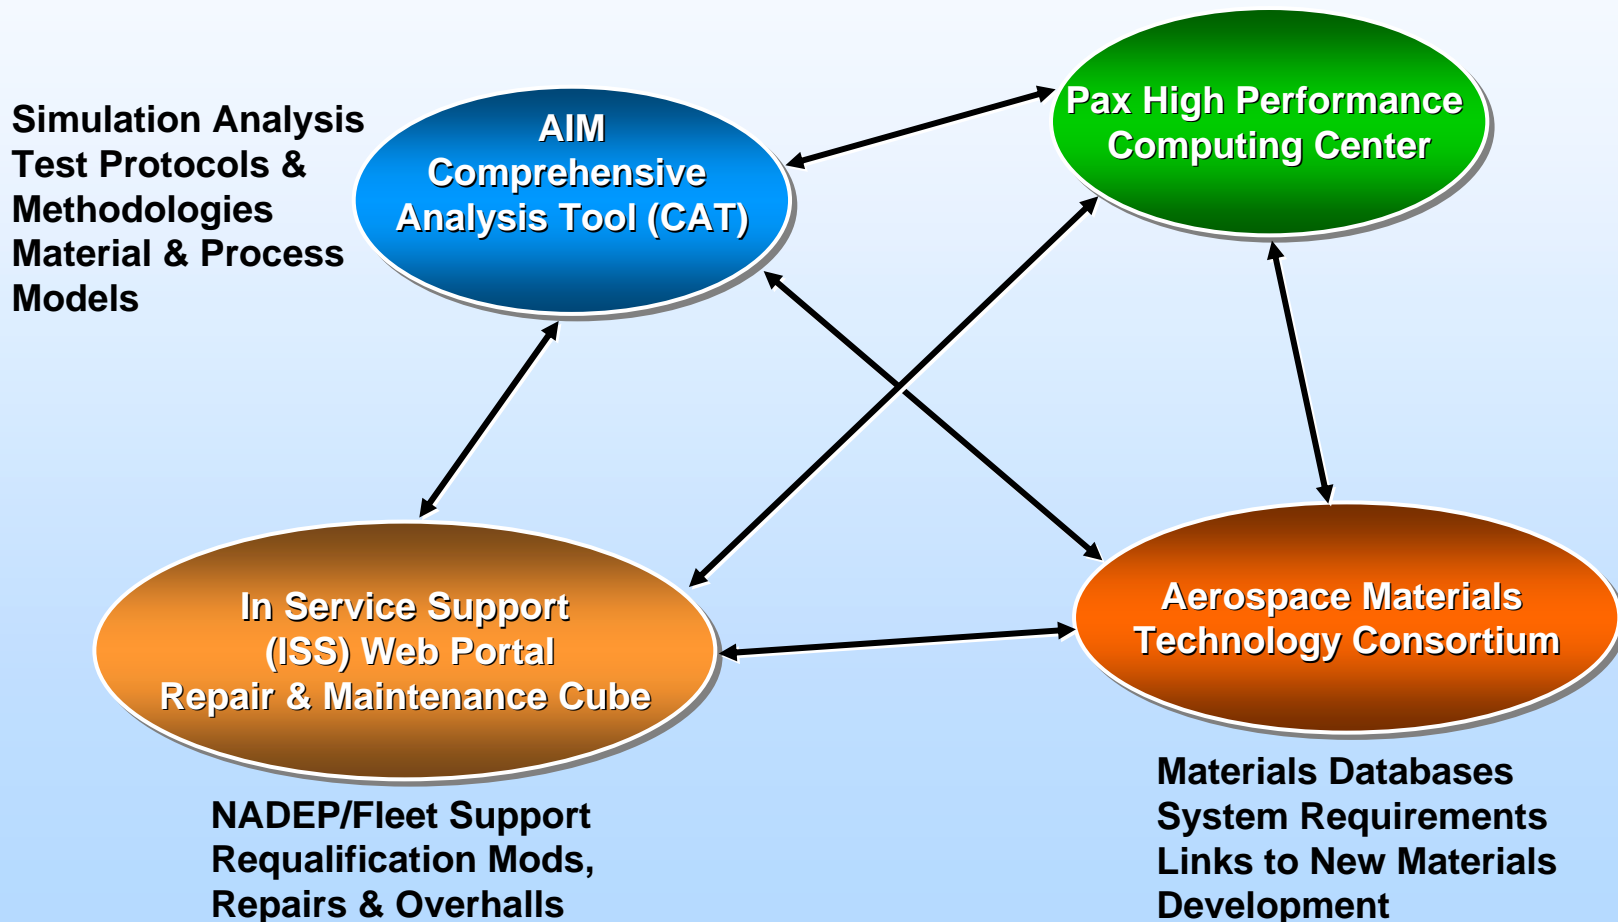 Simulation Analysis
Test Protocols &
Methodologies
Material & Process
Models
AIM
Comprehensive
Analysis Tool (CAT)
Pax High Performance
Computing Center
In Service Support
(ISS) Web Portal
Repair & Maintenance Cube
Aerospace Materials
Technology Consortium
NADEP/Fleet Support
Requalification Mods,
Repairs & Overhalls
Materials Databases
System Requirements
Links to New Materials
Development